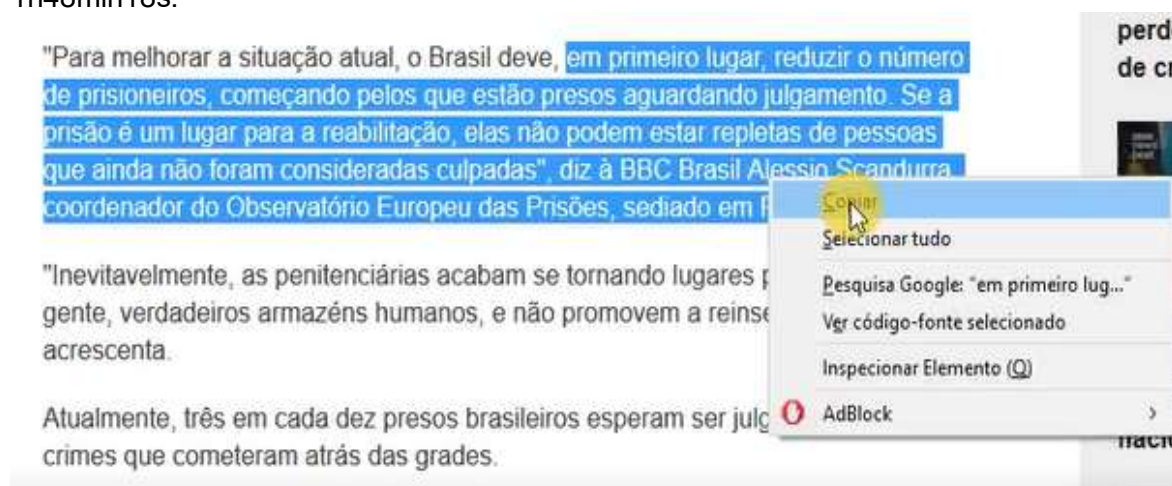 "Para melhorar a situação atual, o Brasil deve, em primeiro lugar, reduzir o número
de prisioneiros, começando pelos que estão presos aguardando julgamento. Se a
prisão é um lugar para a reabilitação, elas não podem estar repletas de pessoas
que ainda não foram consideradas culpadas", diz à BBC Brasil Alessio Scandurra
coordenador do Observatório Europeu das Prisões, sediado em
"Inevitavelmente, as penitenciárias acabam se tornando lugares
gente, verdadeiros armazéns humanos, e não promovem a
acrescenta.
Atualmente, três em cada dez presos brasileiros esperam ser
crimes que cometeram atrás das grades.
Copiar
Selecionar tudo
Pesquisa Google: "em primeiro lug..."
Ver código-fonte selecionado
Inspecionar Elemento (Q)
AdBlock
de